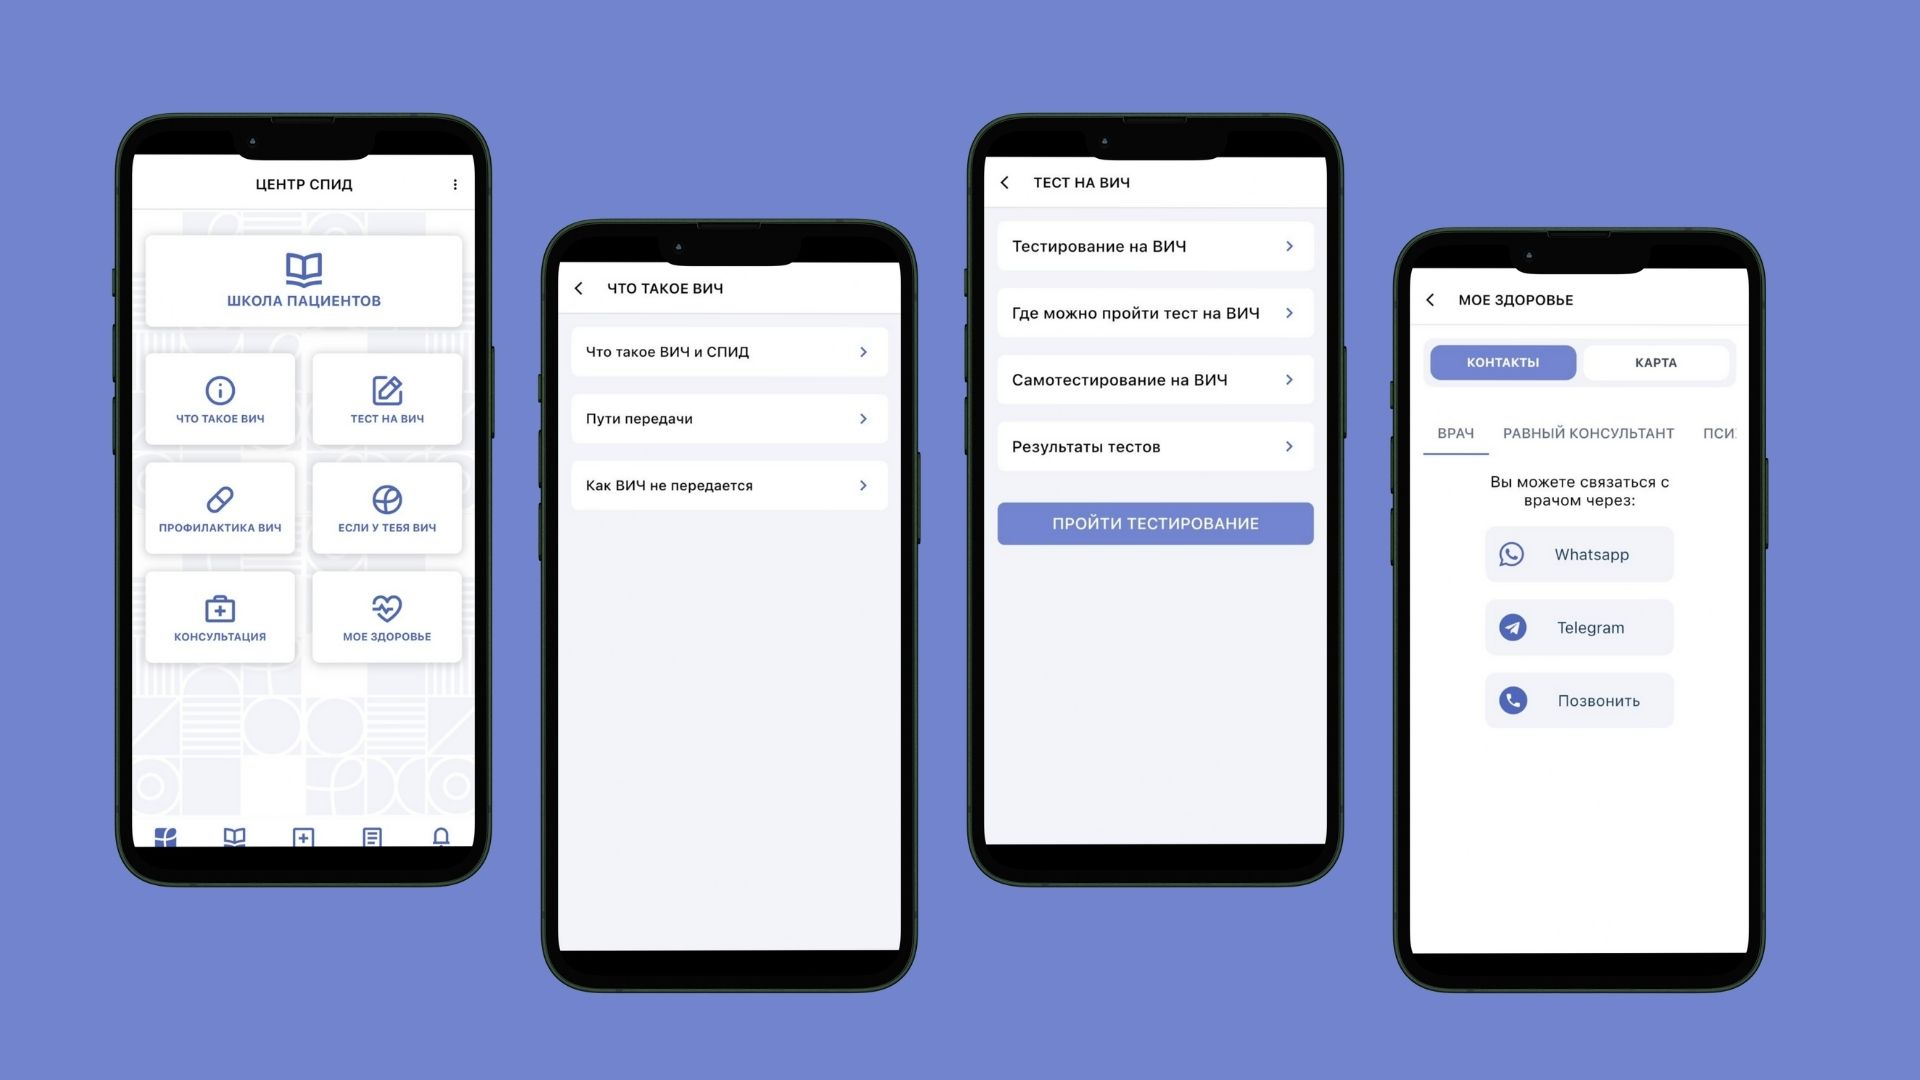 ЦЕНТР СПИД
ШКОЛА ПАЦИЕНТОВ
ЧТО ТАКОЕ ВИЧ
ТЕСТ НА ВИЧ
ПРОФИЛАКТИКА ВИЧ
ЕСЛИ У ТЕБЯ ВИЧ
КОНСУЛЬТАЦИЯ
МОЕ ЗДОРОВЬЕ
ЧТО ТАКОЕ ВИЧ
Что такое ВИЧ и СПИД
Пути передачи
Как ВИЧ не передается
ТЕСТ НА ВИЧ
Тестирование на ВИЧ
Где можно пройти тест на ВИЧ
Самотестирование на ВИЧ
Результаты тестов
ПРОЙТИ ТЕСТИРОВАНИЕ
МОЕ ЗДОРОВЬЕ
КОНТАКТЫ КАРТА
ВРАЧ РАВНЫЙ КОНСУЛЬТАНТ
Вы можете связаться с
врачом через:
Whatsapp
Telegram
Позвонить